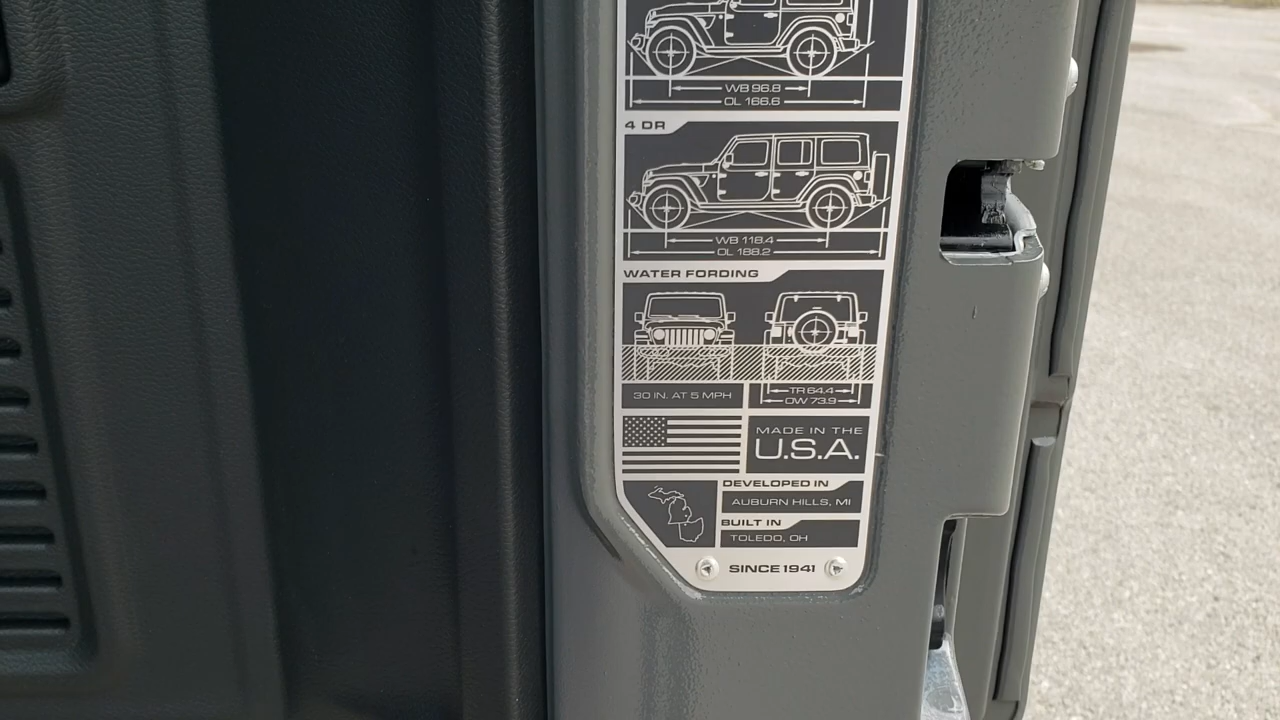 WB 96.8
OL 166.6
4 DR
WB 118.4
OL 188.2
WATER FORDING
30 IN. AT 5 MPH
TR 64.4
OW 73.9
MADE IN THE
U.S.A.
DEVELOPED IN
AUBURN HILLS, MI
BUILT IN
TOLEDO, OH
SINCE 1941